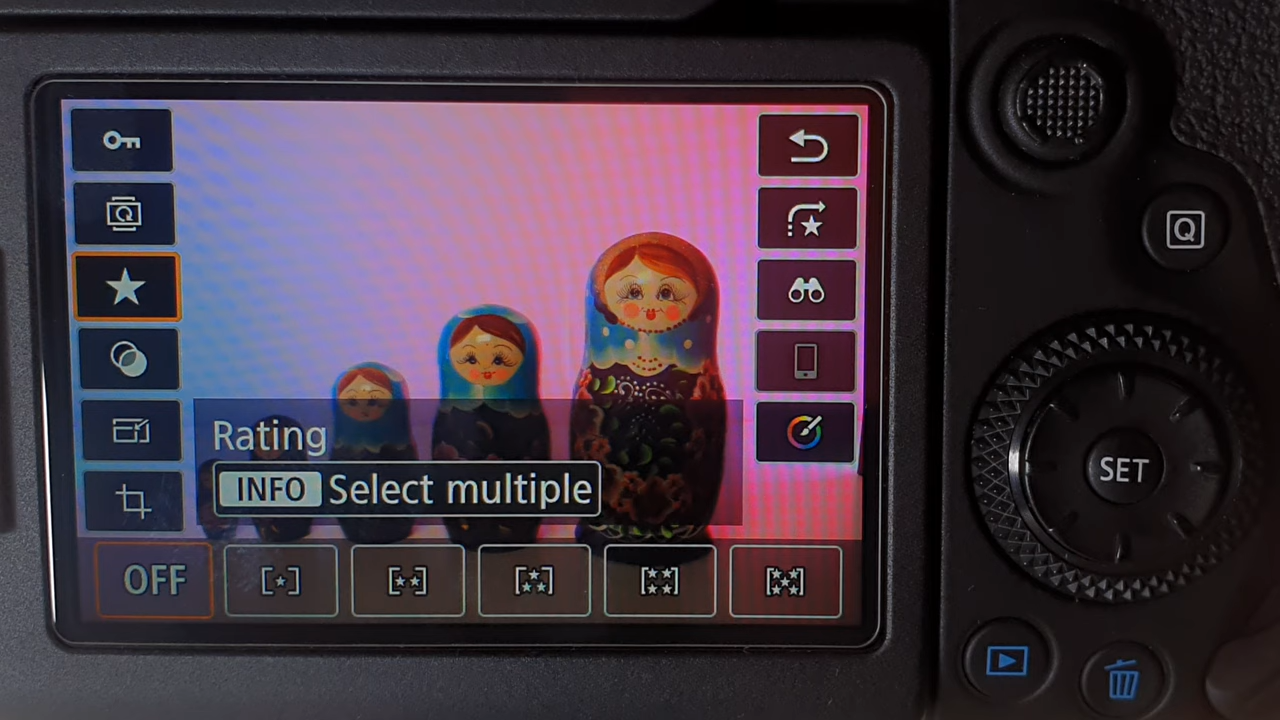 Q
Q
Rating
INFO Select multiple
SET
OFF